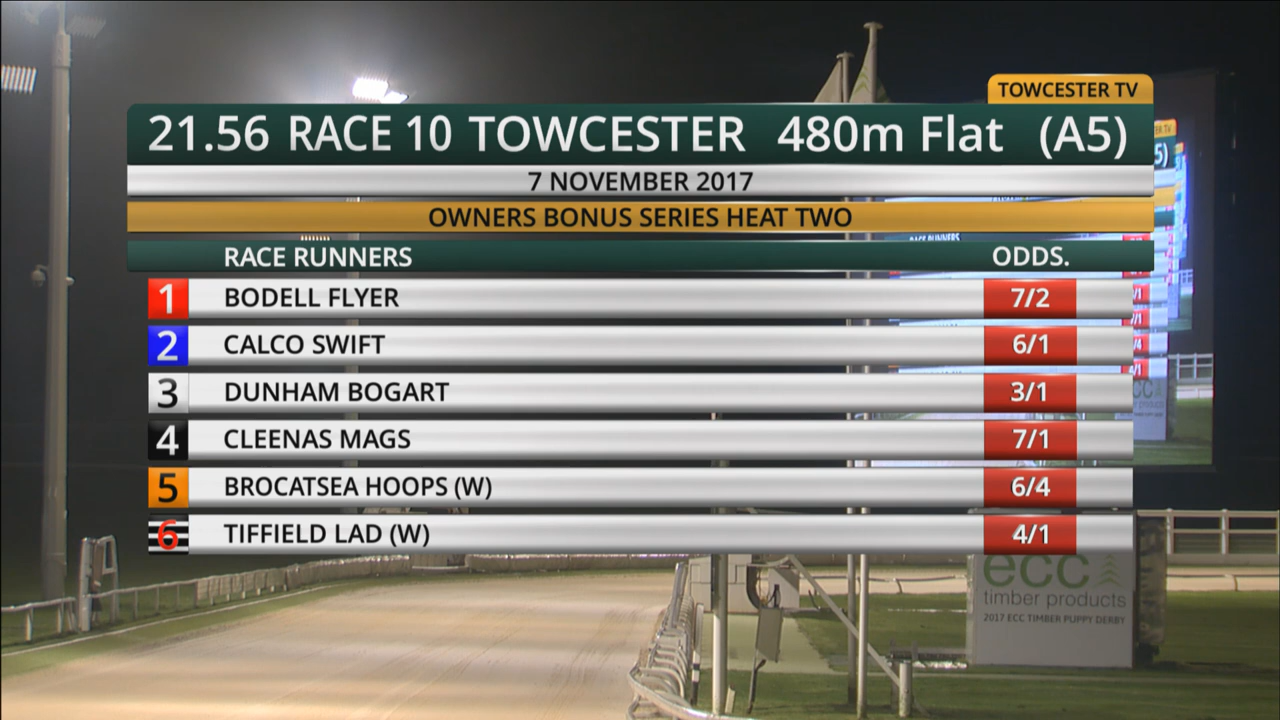 TOWCESTER TV
21.56 RACE 10 TOWCESTER 480m Flat (A5)
7 NOVEMBER 2017
OWNERS BONUS SERIES HEAT TWO
RACE RUNNERS ODDS.
1 BODELL FLYER 7/2
2 CALCO SWIFT 6/1
3 DUNHAM BOGART 3/1
4 CLEENAS MAGS 7/1
5 BROCATSEA HOOPS (W) 6/4
6 TIFFIELD LAD (W) 4/1
ecc
timber products
2017 ECC TIMBER PUPPY DERBY